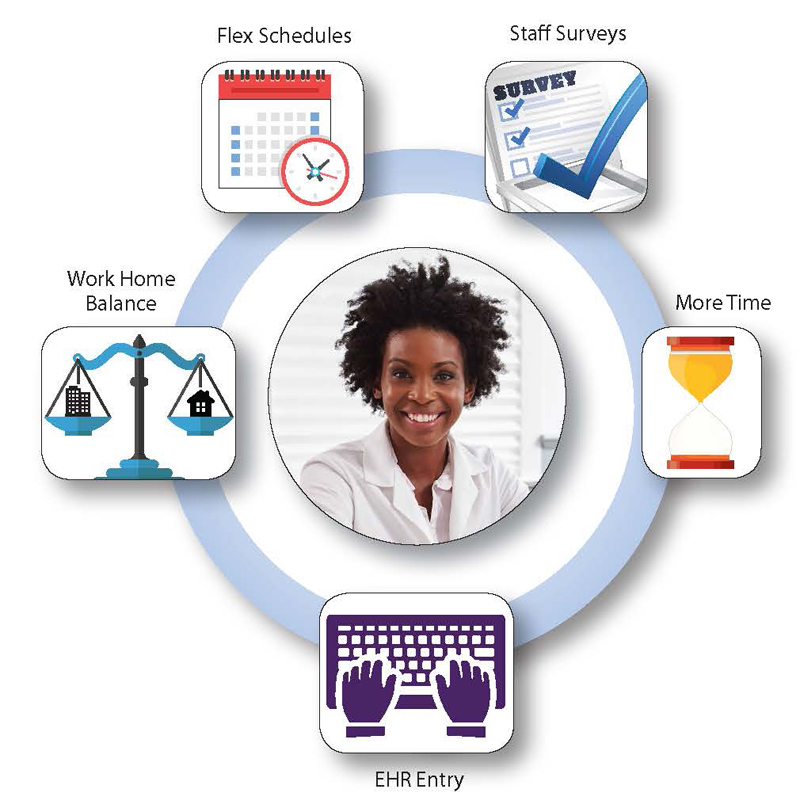 Flex Schedules
Staff Surveys
SURVEY
Work Home
Balance
More Time
EHR Entry